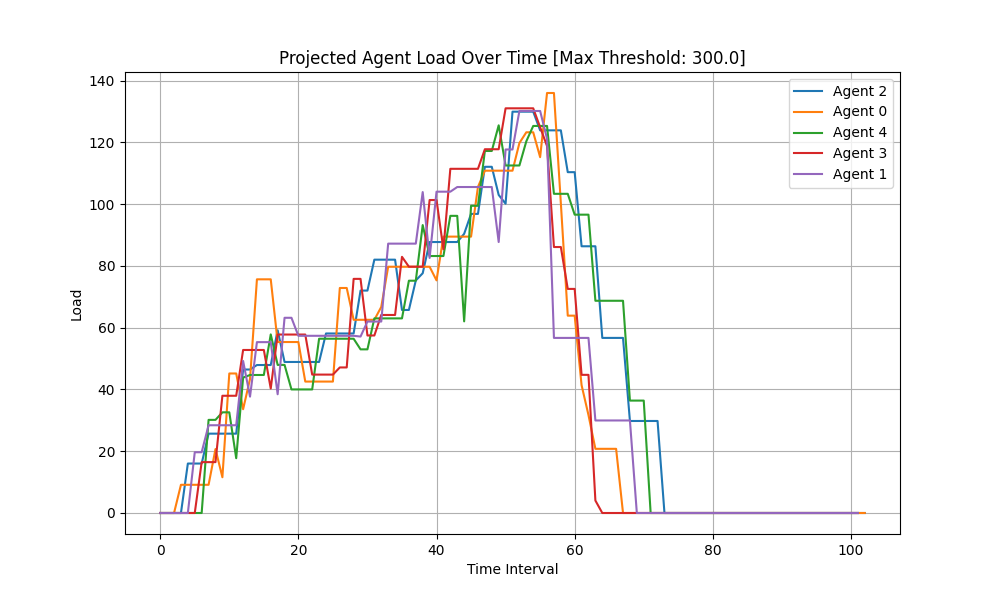 Projected Agent Load Over Time [Max Threshold: 300.0]
Load
140
120
100
80
60
40
20
0
Agent 2
Agent 0
Agent 4
Agent 3
Agent 1
0 20 40 60 80 100
Time Interval